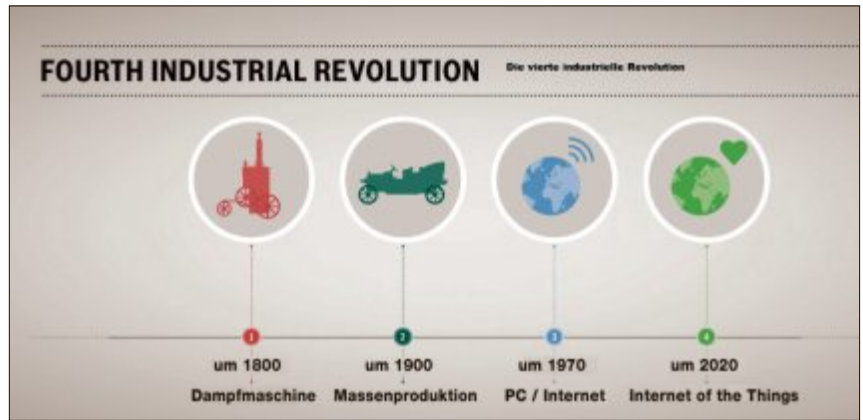 FOURTH INDUSTRIAL REVOLUTION
Die vierte industrielle Revolution
1
2
3
4
um 1800
um 1900
um 1970
um 2020
Dampfmaschine
Massenproduktion
PC / Internet
Internet of the Things